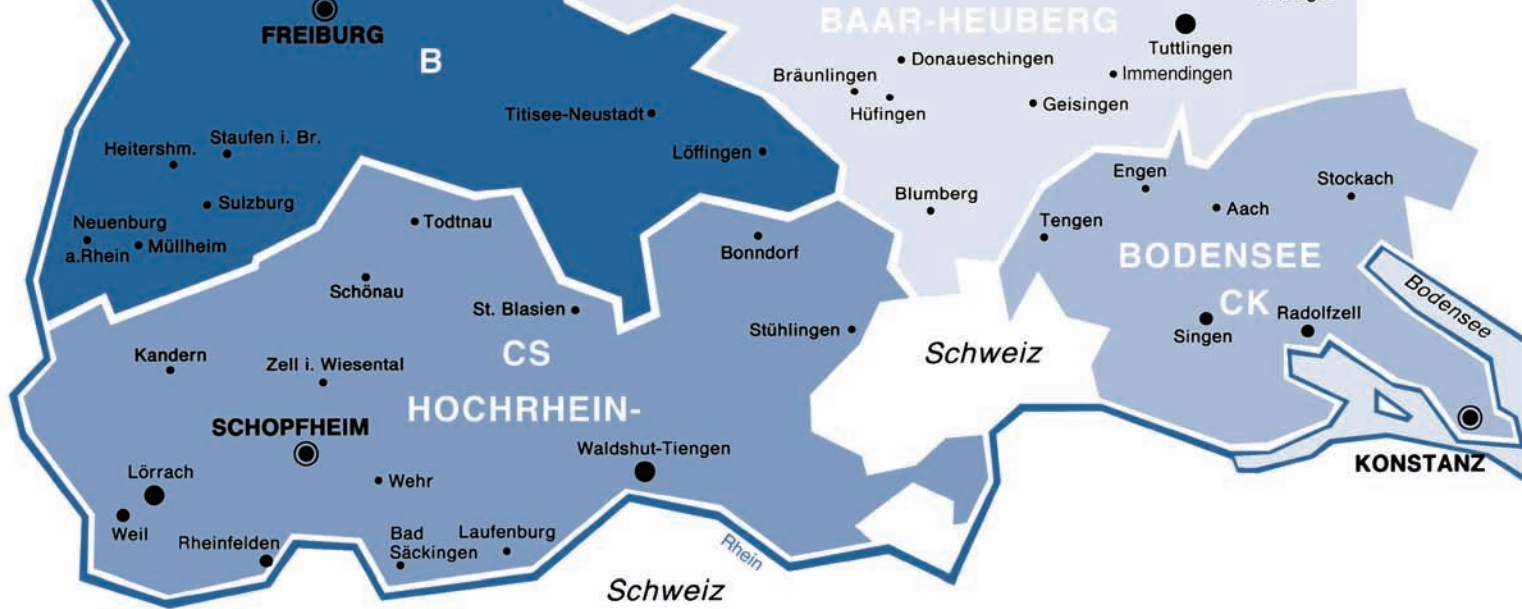 BAAR-HEUBERG
FREIBURG
B
Tuttlingen
Donaueschingen
Bräunlingen
Immendingen
Hüfingen
Geisingen
Titisee-Neustadt
Staufen i. Br.
Heitershm.
Löffingen
Engen
Stockach
Blumberg
Sulzburg
Aach
Neuenburg
a.Rhein
Müllheim
Todtnau
Tengen
Bonndorf
BODENSEE
CK
Schönau
Bodensee
St. Blasien
Stühlingen
Radolfzell
Singen
Kandern
Zell i. Wiesental
CS
Schweiz
HOCHRHEIN-
SCHOPFHEIM
Waldshut-Tiengen
KONSTANZ
Lörrach
Wehr
Weil
Rheinfelden
Bad
Säckingen
Laufenburg
Rhein
Schweiz